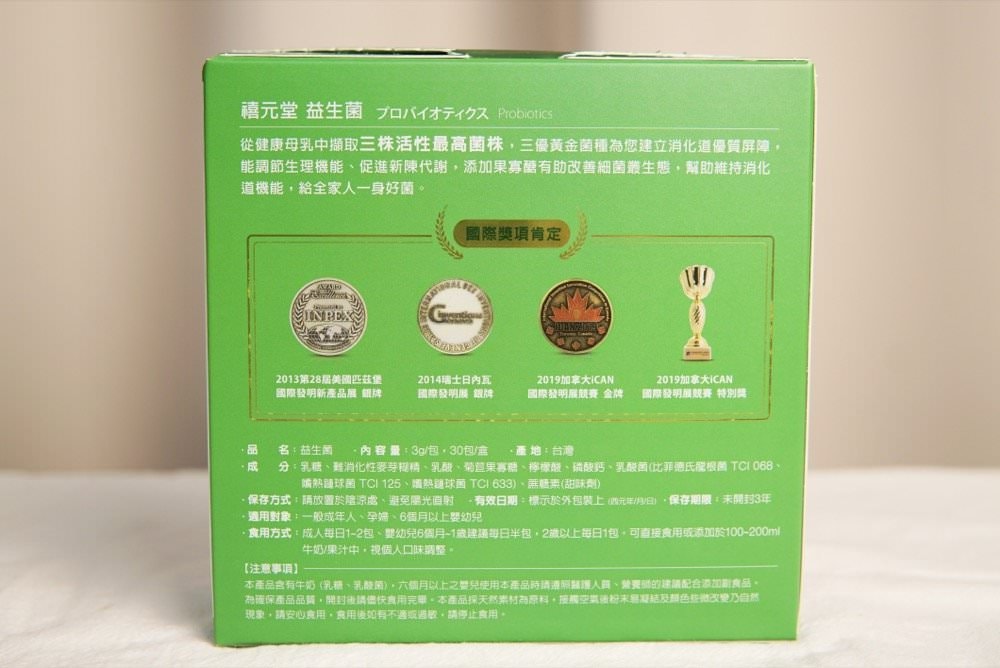 禧元堂 益生菌 プロバイオティクス Probiotics
從健康母乳中擷取三株活性最高菌株，三優黃金菌種為您建立消化道優質屏障，
能調節生理機能、促進新陳代謝，添加果寡醣有助改善細菌叢生態，幫助維持消化
道機能，給全家人一身好菌。
國際獎項肯定
AWARD
INPEX
2013第28屆美國匹茲堡
國際發明新產品展 銀牌
2014瑞士日內瓦
國際發明展 銀牌
2019加拿大iCAN
國際發明展競賽 金牌
2019加拿大iCAN
國際發明展競賽 特別獎
·品 名：益生菌 ·內容量：3g/包，30包/盒 ·產地：台灣
·成 分：乳糖、難消化性麥芽糊精、乳酸、菊苣果寡糖、檸檬酸、磷酸鈣、乳酸菌(比菲德氏龍根菌 TCI 068、
嗜熱鏈球菌 TCI 125、嗜熱鏈球菌 TCI 633)、蔗糖素(甜味劑)
·保存方式：請放置於陰涼處、避免陽光直射 ·有效日期：標示於外包裝上 (西元年/月/日) ·保存期限：未開封3年
·適用對象：一般成年人、孕婦、6個月以上嬰幼兒
·食用方式：成人每日1~2包、嬰幼兒6個月~1歲建議每日半包，2歲以上每日1包，可直接食用或添加於100~200ml
牛奶/果汁中，視個人口味調整。
【注意事項】
本產品含有牛奶 (乳糖、乳酸菌)，六個月以上之嬰兒使用本產品時請遵照醫護人員、營養師的建議配合添加副食品。
為確保產品品質，開封後請儘快食用完畢。本產品採天然素材為原料，接觸空氣後粉末易凝結及顏色些微改變乃自然
現象，請安心食用，食用後如有不適或過敏，請停止食用。